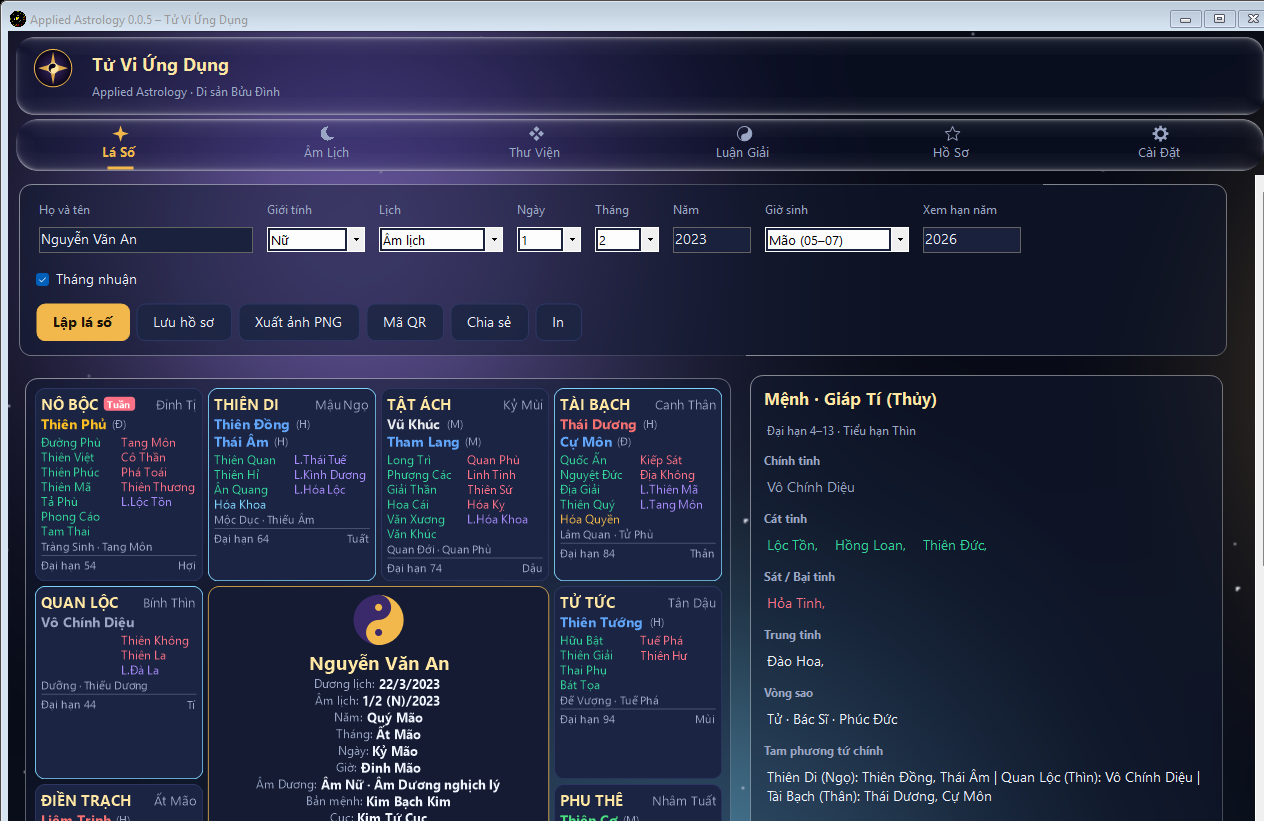 Applied Astrology 0.0.5 – Tử Vi Ứng Dụng
Tử Vi Ứng Dụng
Applied Astrology · Di sản Bửu Đình
Lá Số
Âm Lịch
Thư Viện
Luận Giải
Hồ Sơ
Cài Đặt
Họ và tên
Giới tính
Lịch
Ngày
Tháng
Năm
Giờ sinh
Xem hạn năm
Nguyễn Văn An
Nữ
Âm lịch
1
2
2023
Mão (05–07)
2026
Tháng nhuận
Lập lá số
Lưu hồ sơ
Xuất ảnh PNG
Mã QR
Chia sẻ
In
NÔ BỘC Tuần Đinh Tị
Thiên Phủ (Đ)
Đường Phù Tang Môn
Thiên Việt Cô Thần
Thiên Phúc Phá Toái
Thiên Mã Thiên Thương
Tả Phù L.Lộc Tồn
Phong Cáo
Tam Thai
Tràng Sinh · Tang Môn
Đại hạn 54 Hợi
THIÊN DI Mậu Ngọ
Thiên Đồng (H)
Thái Âm (H)
Thiên Quan L.Thái Tuế
Thiên Hỉ L.Kình Dương
Ân Quang L.Hóa Lộc
Hóa Khoa
Mộc Dục · Thiếu Âm
Đại hạn 64 Tuất
TẬT ÁCH Kỷ Mùi
Vũ Khúc (M)
Tham Lang (M)
Long Trì Quan Phù
Phượng Các Linh Tinh
Giải Thần Thiên Sứ
Hoa Cái Hóa Kỵ
Văn Xương L.Hóa Khoa
Văn Khúc
Quan Đới · Quan Phù
Đại hạn 74 Dậu
TÀI BẠCH Canh Thân
Thái Dương (H)
Cự Môn (Đ)
Quốc Ấn Kiếp Sát
Nguyệt Đức Địa Không
Địa Giải L.Thiên Mã
Thiên Quý L.Tang Môn
Hóa Quyền
Lâm Quan · Tử Phù
Đại hạn 84 Thân
QUAN LỘC Bính Thìn
Vô Chính Diệu
Thiên Không
Thiên La
L.Đà La
Dưỡng · Thiếu Dương
Đại hạn 44 Tí
Nguyễn Văn An
Dương lịch: 22/3/2023
Âm lịch: 1/2 (N)/2023
Năm: Quý Mão
Tháng: Ất Mão
Ngày: Kỷ Mão
Giờ: Đinh Mão
Âm Dương: Âm Nữ · Âm Dương nghịch lý
Bản mệnh: Kim Bạch Kim
Cục: Kim Tứ Cục
TỬ TỨC Tân Dậu
Thiên Tướng (H)
Hữu Bật Tuế Phá
Thiên Giải Thiên Hư
Thai Phụ
Bát Tọa
Đế Vượng · Tuế Phá
Đại hạn 94 Mùi
ĐIỀN TRẠCH Ất Mão
Liêm Trinh (H)
PHU THÊ Nhâm Tuất
Thiên Cơ (M)
Mệnh · Giáp Tí (Thủy)
Đại hạn 4–13 · Tiểu hạn Thìn
Chính tinh
Vô Chính Diệu
Cát tinh
Lộc Tồn, Hồng Loan, Thiên Đức,
Sát / Bại tinh
Hỏa Tinh,
Trung tinh
Đào Hoa,
Vòng sao
Tử · Bác Sĩ · Phúc Đức
Tam phương tứ chính
Thiên Di (Ngọ): Thiên Đồng, Thái Âm | Quan Lộc (Thìn): Vô Chính Diệu |
Tài Bạch (Thân): Thái Dương, Cự Môn